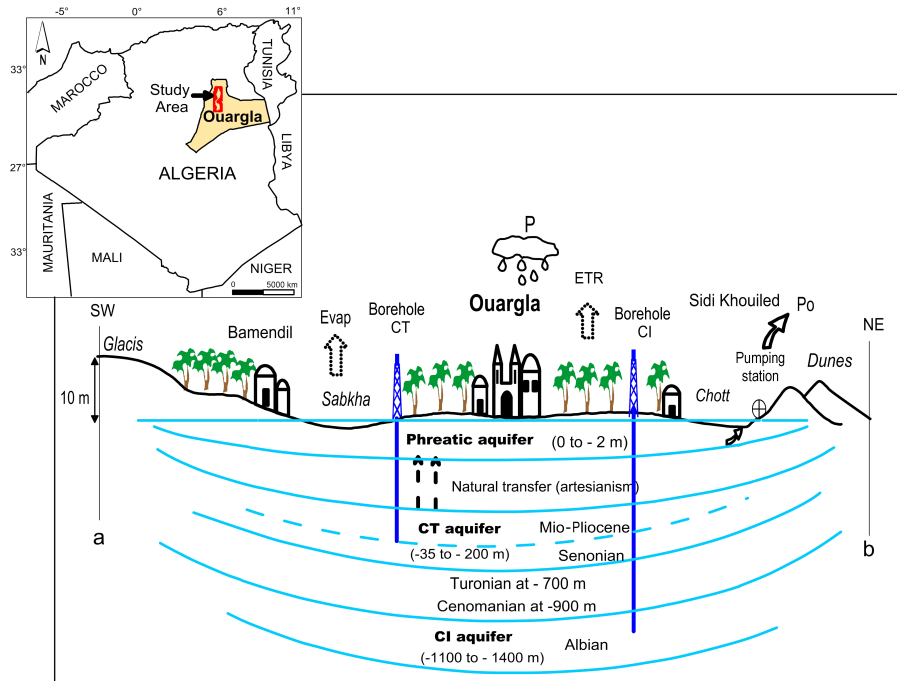 -5° 0° 6° 11°
N
33°
27°
33°
MAROCCO
TUNISIA
Study
Area
Ouargla
LIBYA
ALGERIA
MAURITANIA
MALI
NIGER
0 5000 km
P
ETR
SW
Glacis
Bamendil
Evap
Borehole
CT
Ouargla
Borehole
CI
Sidi Khouiled
Po
NE
Pumping
station
Dunes
10 m
Sabkha
Chott
Phreatic aquifer (0 to - 2 m)
Natural transfer (artesianism)
CT aquifer Mio-Pliocene
(-35 to - 200 m) Senonian
a
b
Turonian at - 700 m
Cenomanian at -900 m
CI aquifer Albian
(-1100 to - 1400 m)